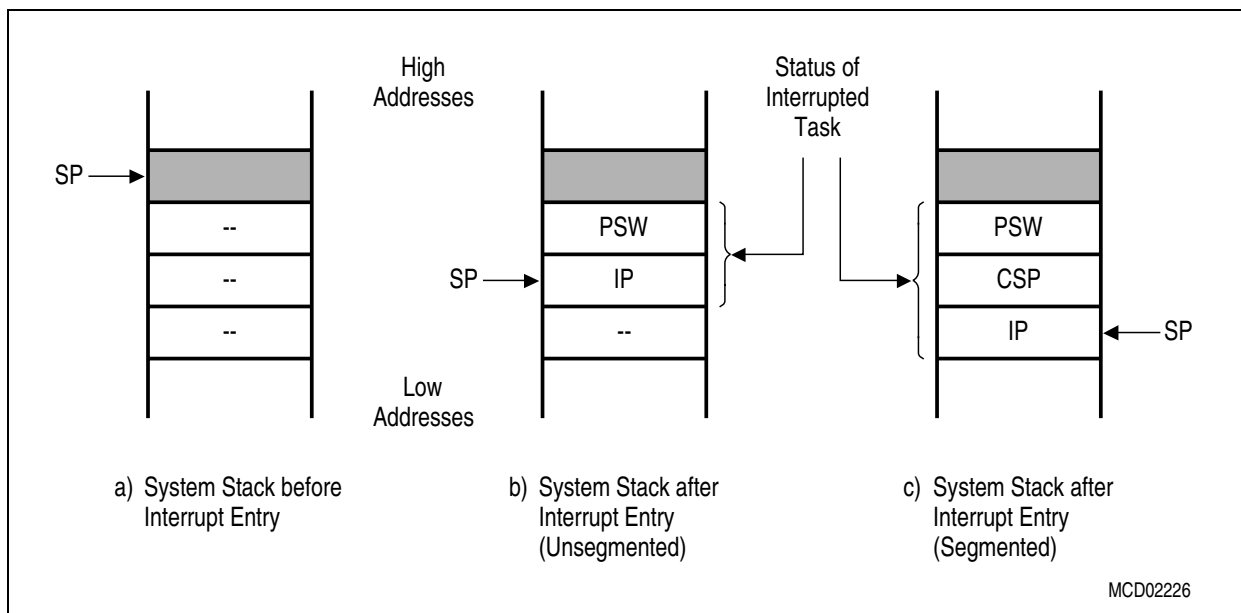 High
Addresses
Status of
Interrupted
Task
SP
--
--
--
PSW
SP
IP
--
PSW
CSP
IP
SP
Low
Addresses
a) System Stack before
Interrupt Entry
b) System Stack after
Interrupt Entry
(Unsegmented)
c) System Stack after
Interrupt Entry
(Segmented)
MCD02226